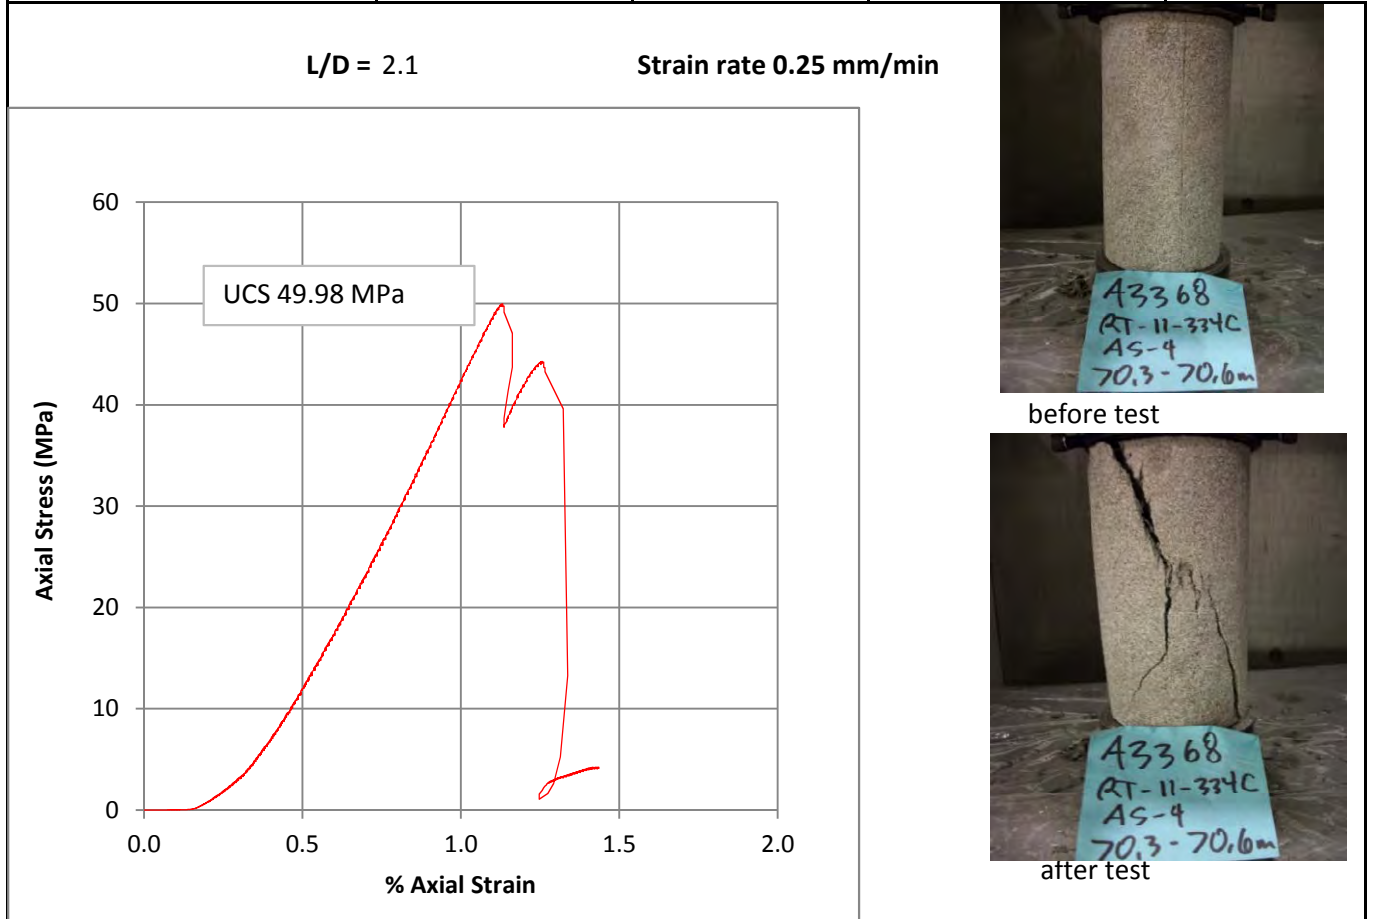 L/D = 2.1
Strain rate 0.25 mm/min
60
50
40
30
20
10
0
UCS 49.98 MPa
Axial Stress (MPa)
0.0 0.5 1.0 1.5 2.0
% Axial Strain
A3368
RT-11-334C
AS-4
70.3-70.6m
before test
A3368
RT-11-334C
AS-4
70.3-70.6m
after test